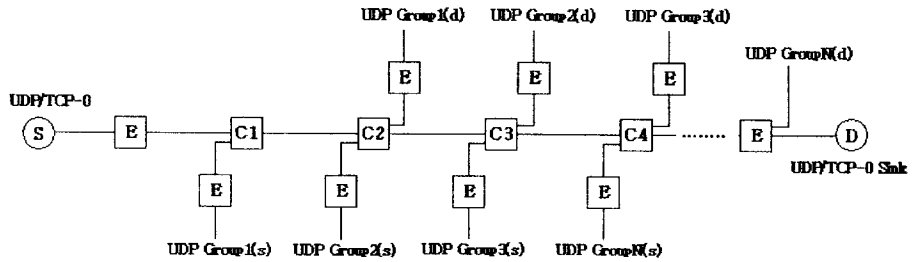 UDP Group1(d) UDP Group2(d) UDP Group3(d)
UDP GroupN(d)
E E E
UDP/TCP-0
S E C1 C2 C3 C4 ........ E D
UDP/TCP-0 Sink
E E E E
UDP Group1(s) UDP Group2(s) UDP Group3(s) UDP GroupN(s)